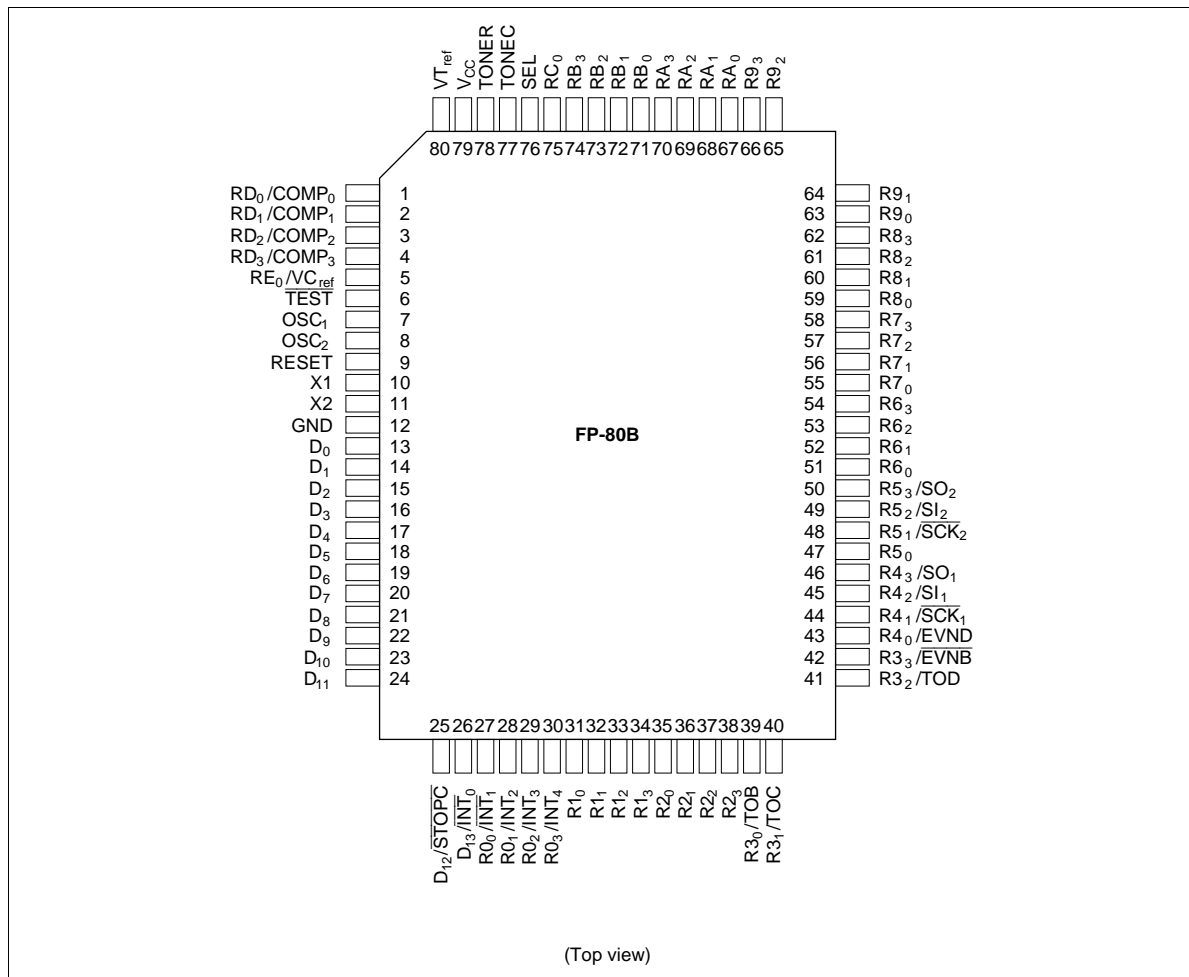 VTref
VCC
TONER
TONEC
SEL
RC0
RB3
RB2
RB1
RB0
RA3
RA2
RA1
RA0
R93
R92
80 79 78 77 76 75 74 73 72 71 70 69 68 67 66 65
RD0/COMP0 1
RD1/COMP1 2
RD2/COMP2 3
RD3/COMP3 4
RE0/VCref 5
T̅E̅S̅T̅ 6
OSC1 7
OSC2 8
RESET 9
X1 10
X2 11
GND 12
D0 13
D1 14
D2 15
D3 16
D4 17
D5 18
D6 19
D7 20
D8 21
D9 22
D10 23
D11 24
FP-80B
64 R91
63 R90
62 R83
61 R82
60 R81
59 R80
58 R73
57 R72
56 R71
55 R70
54 R63
53 R62
52 R61
51 R60
50 R53/SO2
49 R52/SI2
48 R51/S̅C̅K̅2
47 R50
46 R43/SO1
45 R42/SI1
44 R41/S̅C̅K̅1
43 R40/EVND
42 R33/E̅V̅N̅B̅
41 R32/TOD
25 26 27 28 29 30 31 32 33 34 35 36 37 38 39 40
D12/S̅T̅O̅P̅C̅
D13/I̅N̅T̅0
R00/I̅N̅T̅1
R01/INT2
R02/INT3
R03/INT4
R10
R11
R12
R13
R20
R21
R22
R23
R30/TOB
R31/TOC
(Top view)